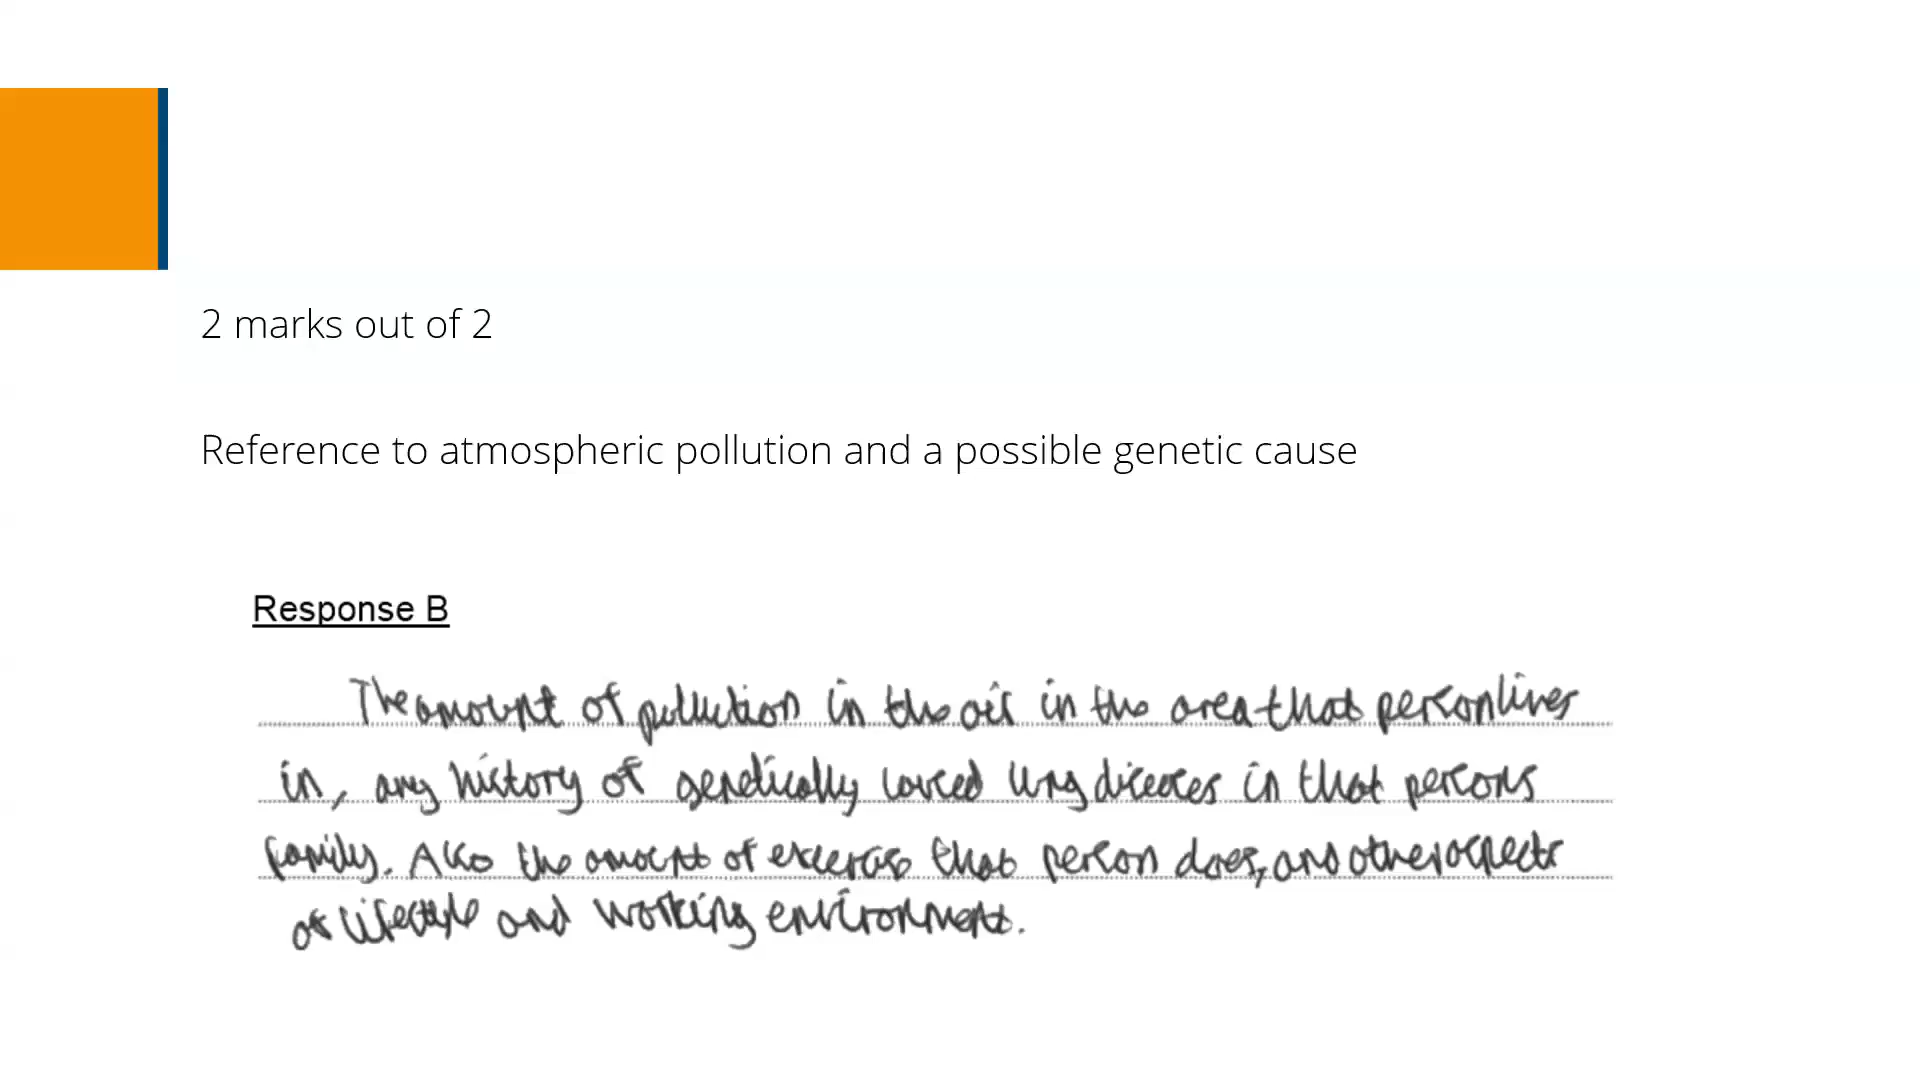 2 marks out of 2
Reference to atmospheric pollution and a possible genetic cause
Response B
The amount of pollution in the air in the area that person lives
in, any history of genetically caused lung diseases in that persons
family. Also the amount of excercise that person does, and other aspects
of lifestyle and working environment.